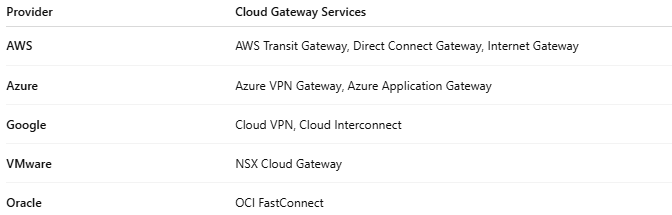 Provider Cloud Gateway Services
AWS AWS Transit Gateway, Direct Connect Gateway, Internet Gateway
Azure Azure VPN Gateway, Azure Application Gateway
Google Cloud VPN, Cloud Interconnect
VMware NSX Cloud Gateway
Oracle OCI FastConnect